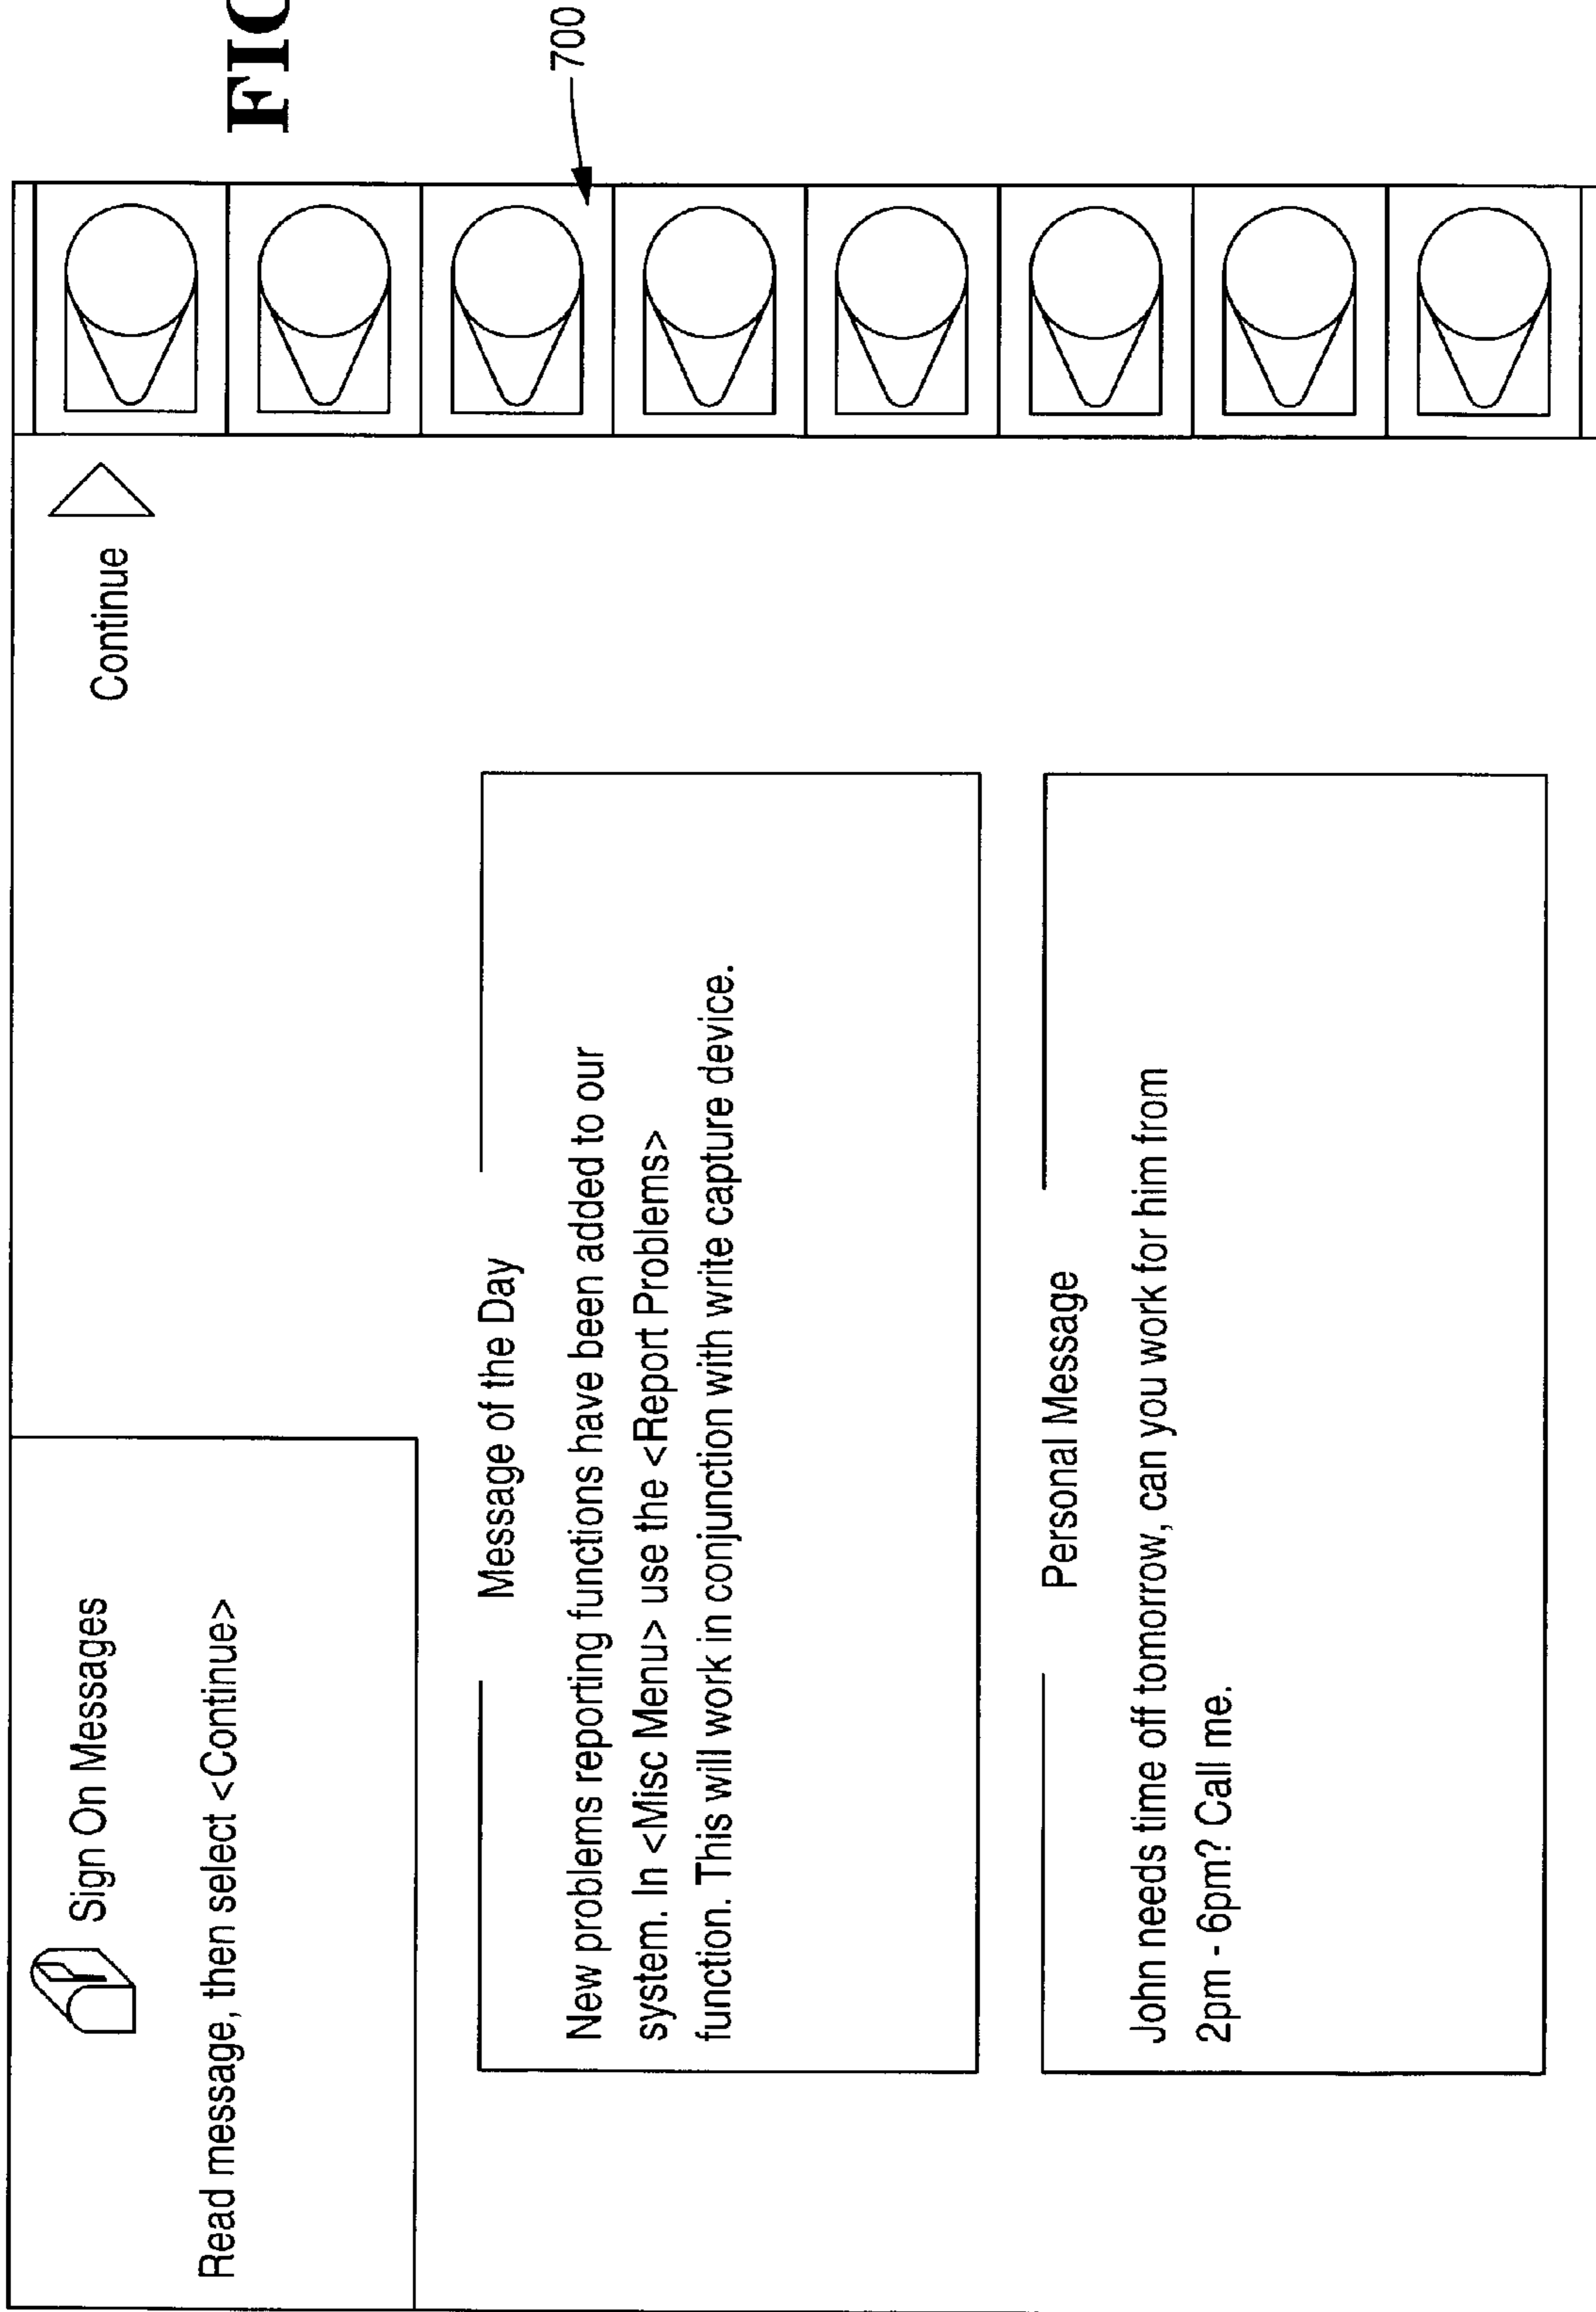 FIG
700
Sign On Messages
Read message, then select <Continue>
Continue
Message of the Day
New problems reporting functions have been added to our
system. In <Misc Menu> use the <Report Problems>
function. This will work in conjunction with write capture device.
Personal Message
John needs time off tomorrow, can you work for him from
2pm - 6pm? Call me.